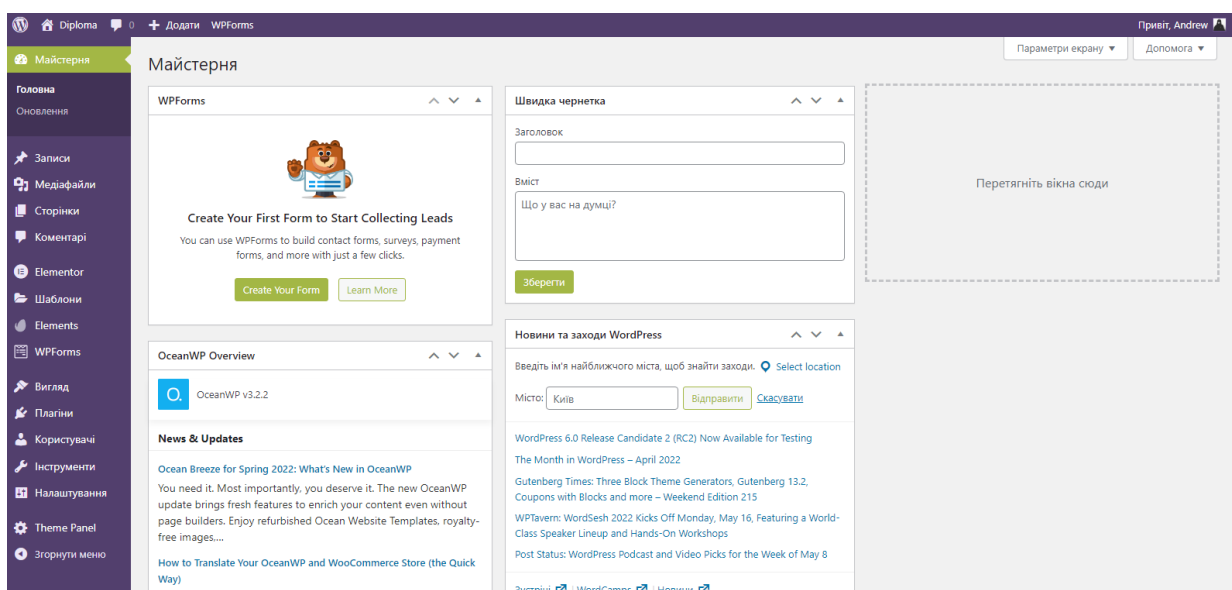 Diploma 0 Додати WPForms Привіт, Andrew
Параметри екрану Допомога
Майстерня
Головна
Оновлення
Записи
Медіафайли
Сторінки
Коментарі
Elementor
Шаблони
Elements
WPForms
Вигляд
Плагіни
Користувачі
Інструменти
Налаштування
Theme Panel
Згорнути меню
Майстерня
WPForms
Create Your First Form to Start Collecting Leads
You can use WPForms to build contact forms, surveys, payment
forms, and more with just a few clicks.
Create Your Form Learn More
OceanWP Overview
O. OceanWP v3.2.2
News & Updates
Ocean Breeze for Spring 2022: What's New in OceanWP
You need it. Most importantly, you deserve it. The new OceanWP
update brings fresh features to enrich your content even without
page builders. Enjoy refurbished Ocean Website Templates, royalty-
free images,...
How to Translate Your OceanWP and WooCommerce Store (the Quick
Way)
Швидка чернетка
Заголовок
Вміст
Що у вас на думці?
Зберегти
Новини та заходи WordPress
Введіть ім'я найближчого міста, щоб знайти заходи. Select location
Місто: Київ Відправити Скасувати
WordPress 6.0 Release Candidate 2 (RC2) Now Available for Testing
The Month in WordPress – April 2022
Gutenberg Times: Three Block Theme Generators, Gutenberg 13.2,
Coupons with Blocks and more – Weekend Edition 215
WPTavern: WordSesh 2022 Kicks Off Monday, May 16, Featuring a World-
Class Speaker Lineup and Hands-On Workshops
Post Status: WordPress Podcast and Video Picks for the Week of May 8
Зустрічі | WordCamps | Новини
Перетягніть вікна сюди